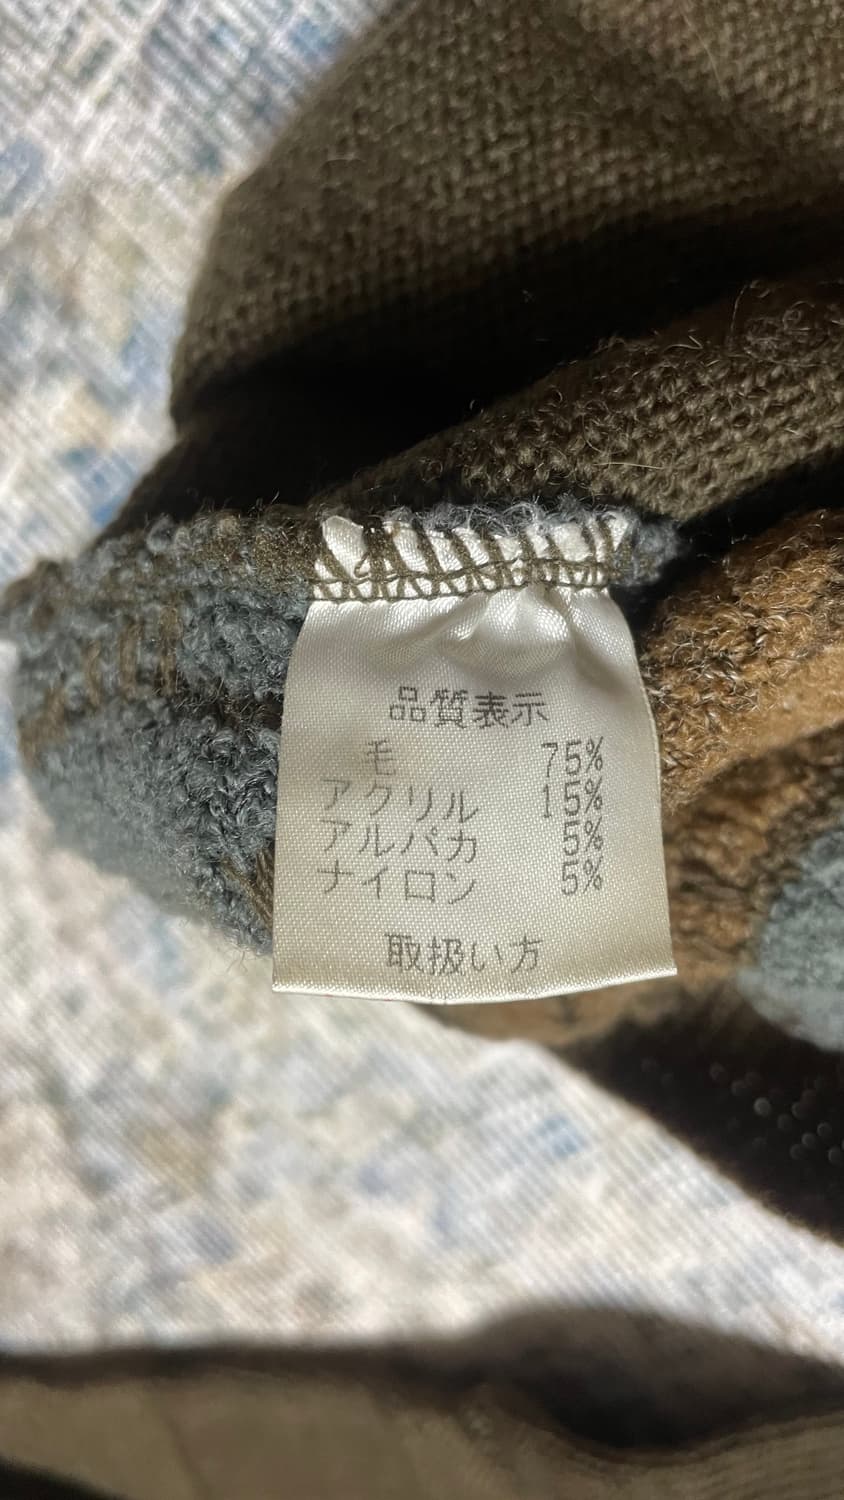 品質表示
毛 75%
アクリル 15%
アルパカ 5%
ナイロン 5%
取扱い方